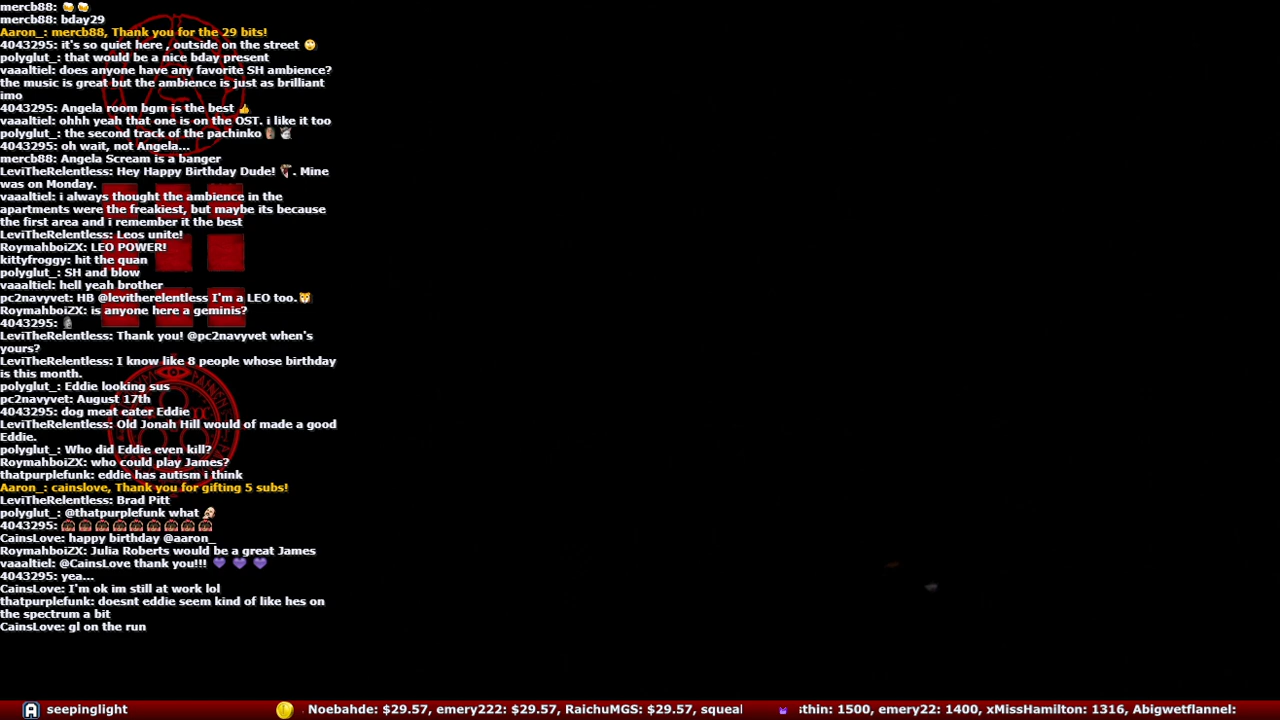 mercb88: 🍻🍻
mercb88: bday29
Aaron_: mercb88, Thank you for the 29 bits!
4043295: it's so quiet here , outside on the street 🙄
polyglut_: that would be a nice bday present
vaaaltiel: does anyone have any favorite SH ambience?
the music is great but the ambience is just as brilliant
imo
4043295: Angela room bgm is the best 👍
vaaaltiel: ohhh yeah that one is on the OST. i like it too
polyglut_: the second track of the pachinko
4043295: oh wait, not Angela...
mercb88: Angela Scream is a banger
LeviTheRelentless: Hey Happy Birthday Dude! . Mine
was on Monday.
vaaaltiel: i always thought the ambience in the
apartments were the freakiest, but maybe its because
the first area and i remember it the best
LeviTheRelentless: Leos unite!
RoymahboiZX: LEO POWER!
kittyfroggy: hit the quan
polyglut_: SH and blow
vaaaltiel: hell yeah brother
pc2navyvet: HB @levitherelentless I'm a LEO too.🐯
RoymahboiZX: is anyone here a geminis?
4043295: 🗿
LeviTheRelentless: Thank you! @pc2navyvet when's
yours?
LeviTheRelentless: I know like 8 people whose birthday
is this month.
polyglut_: Eddie looking sus
pc2navyvet: August 17th
4043295: dog meat eater Eddie
LeviTheRelentless: Old Jonah Hill would of made a good
Eddie.
polyglut_: Who did Eddie even kill?
RoymahboiZX: who could play James?
thatpurplefunk: eddie has autism i think
Aaron_: cainslove, Thank you for gifting 5 subs!
LeviTheRelentless: Brad Pitt
polyglut_: @thatpurplefunk what
4043295:
CainsLove: happy birthday @aaron_
RoymahboiZX: Julia Roberts would be a great James
vaaaltiel: @CainsLove thank you!!! 💜 💜 💜
4043295: yea...
CainsLove: I'm ok im still at work lol
thatpurplefunk: doesnt eddie seem kind of like hes on
the spectrum a bit
CainsLove: gl on the run
seepinglight Noebahde: $29.57, emery222: $29.57, RaichuMGS: $29.57, squeal sthin: 1500, emery22: 1400, xMissHamilton: 1316, Abigwetflannel: